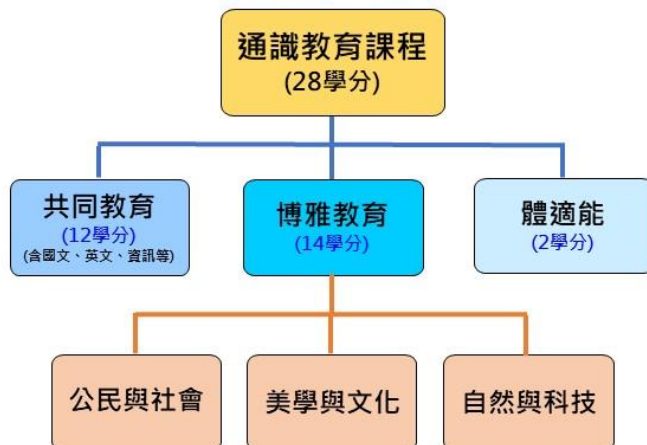 通識教育課程
(28學分)
共同教育
(12學分)
(含國文、英文、資訊等)
博雅教育
(14學分)
體適能
(2學分)
公民與社會
美學與文化
自然與科技